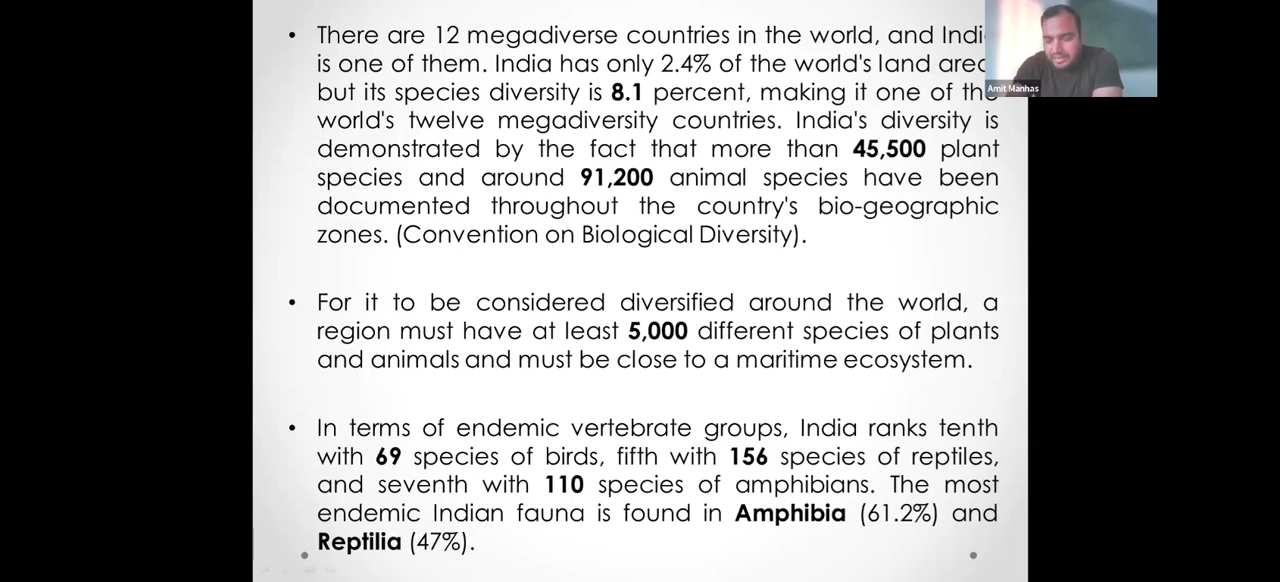 • There are 12 megadiverse countries in the world, and Indi
is one of them. India has only 2.4% of the world's land area
but its species diversity is 8.1 percent, making it one of the
world's twelve megadiversity countries. India's diversity is
demonstrated by the fact that more than 45,500 plant
species and around 91,200 animal species have been
documented throughout the country's bio-geographic
zones. (Convention on Biological Diversity).
• For it to be considered diversified around the world, a
region must have at least 5,000 different species of plants
and animals and must be close to a maritime ecosystem.
• In terms of endemic vertebrate groups, India ranks tenth
with 69 species of birds, fifth with 156 species of reptiles,
and seventh with 110 species of amphibians. The most
endemic Indian fauna is found in Amphibia (61.2%) and
Reptilia (47%).
Amit Manhas